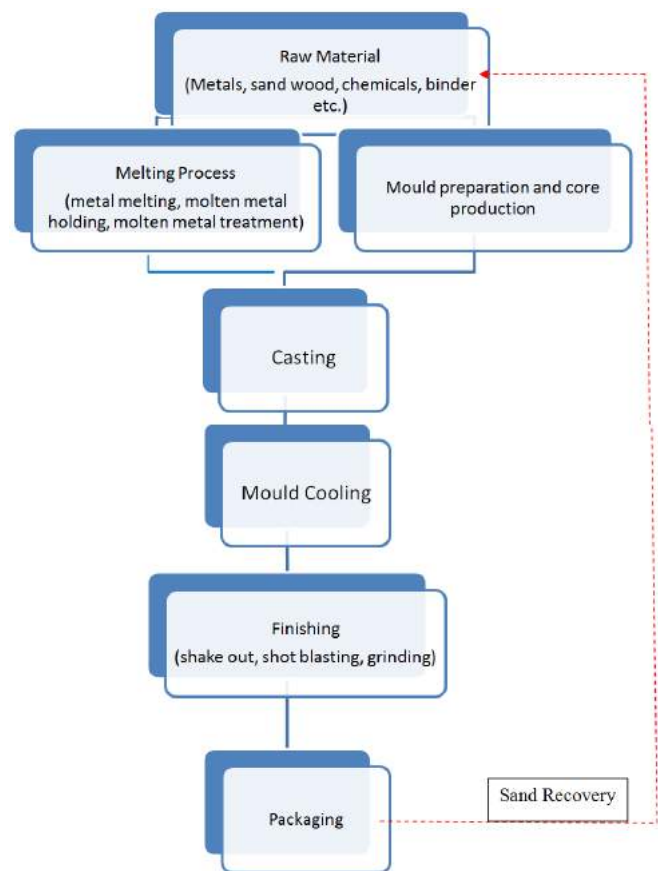 Raw Material
(Metals, sand wood, chemicals, binder
etc.)
Melting Process
(metal melting, molten metal
holding, molten metal treatment)
Mould preparation and core
production
Casting
Mould Cooling
Finishing
(shake out, shot blasting, grinding)
Packaging
Sand Recovery